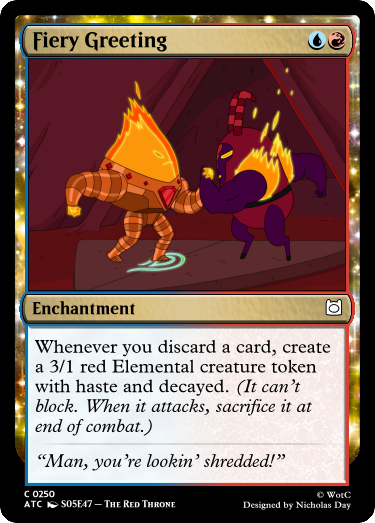 Fiery Greeting
Enchantment
Whenever you discard a card, create
a 3/1 red Elemental creature token
with haste and decayed. (It can't
block. When it attacks, sacrifice it at
end of combat.)
“Man, you're lookin' shredded!”
C 0250
© WotC
ATC S05E47 – The Red Throne
Designed by Nicholas Day